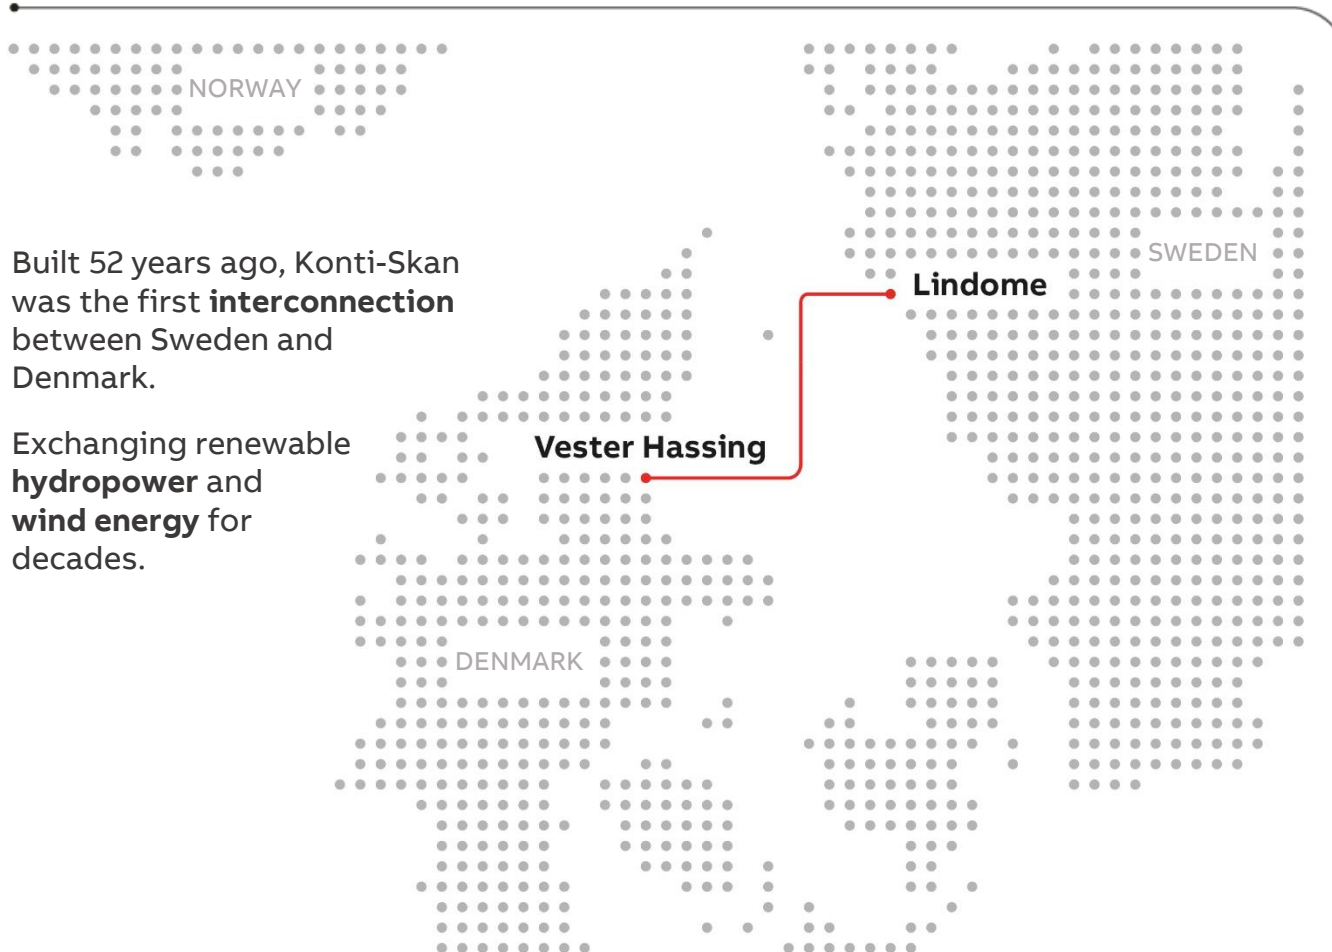 NORWAY
SWEDEN
Built 52 years ago, Konti-Skan
was the first interconnection
between Sweden and
Denmark.
Lindome
Exchanging renewable
hydropower and
wind energy for
decades.
Vester Hassing
DENMARK